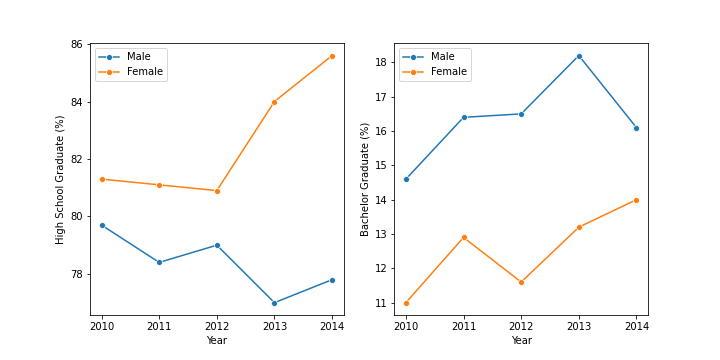 Male
Female
86
84
82
80
78
High School Graduate (%)
2010 2011 2012 2013 2014
Year
Male
Female
18
17
16
15
14
13
12
11
Bachelor Graduate (%)
2010 2011 2012 2013 2014
Year